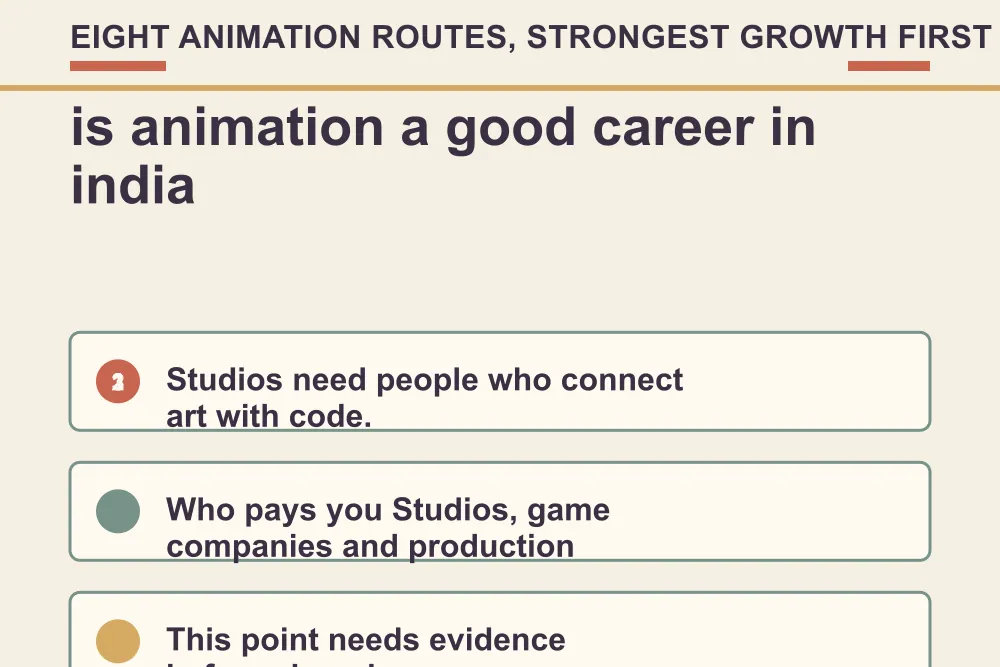 EIGHT ANIMATION ROUTES, STRONGEST GROWTH FIRST
is animation a good career in
india
Studios need people who connect
art with code.
Who pays you Studios, game
companies and production
This point needs evidence